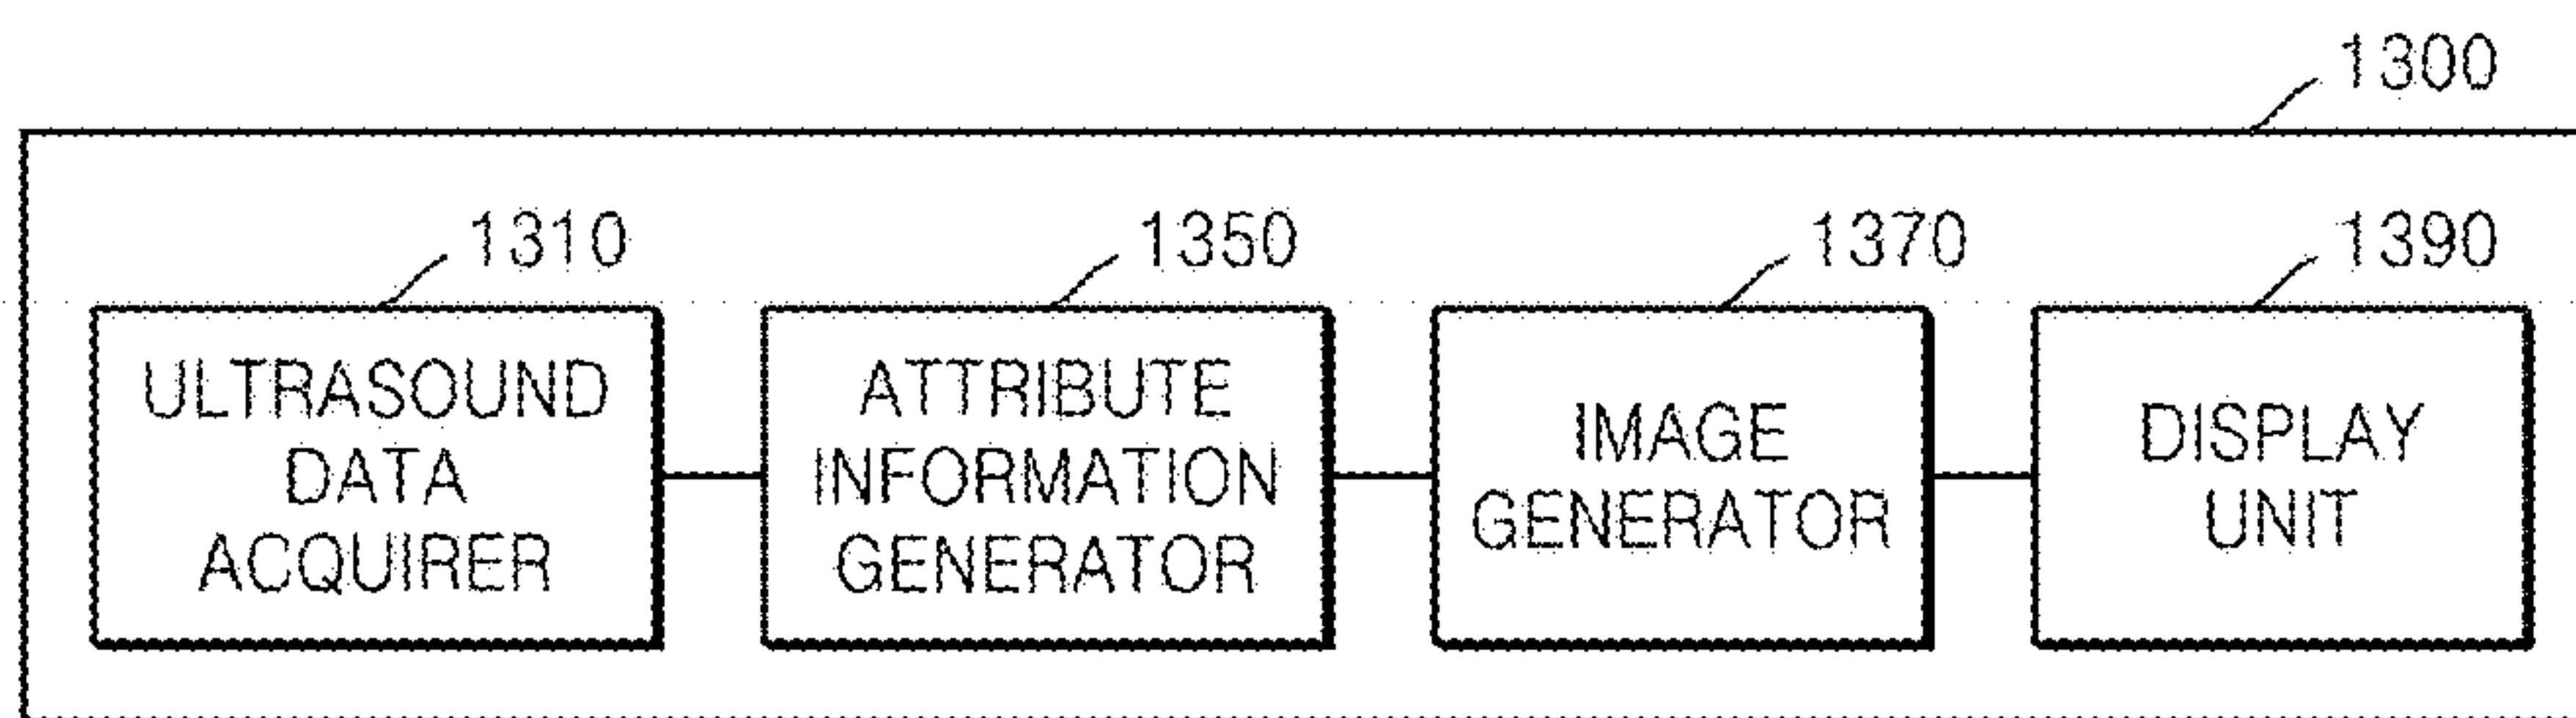 1300
1310
1350
1370
1390
ULTRASOUND
DATA
ACQUIRER
ATTRIBUTE
INFORMATION
GENERATOR
IMAGE
GENERATOR
DISPLAY
UNIT